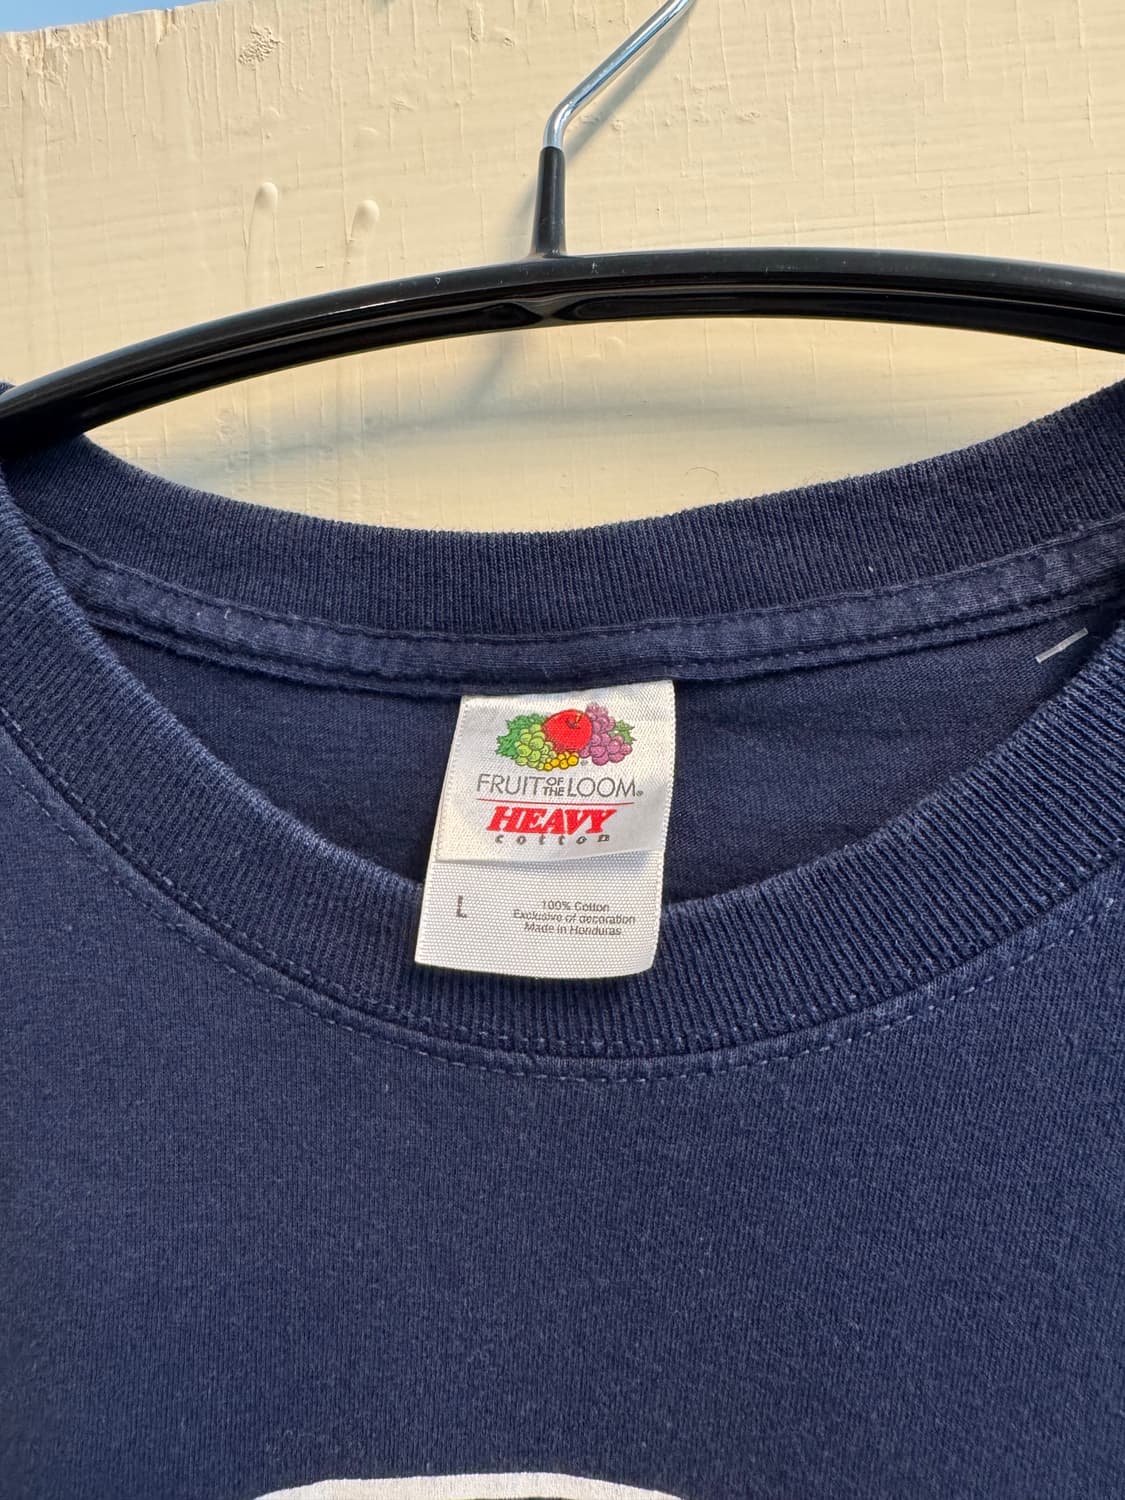 FRUIT OF THE LOOM®
HEAVY
cotton
L
100% Cotton
Exclusive of decoration
Made in Honduras